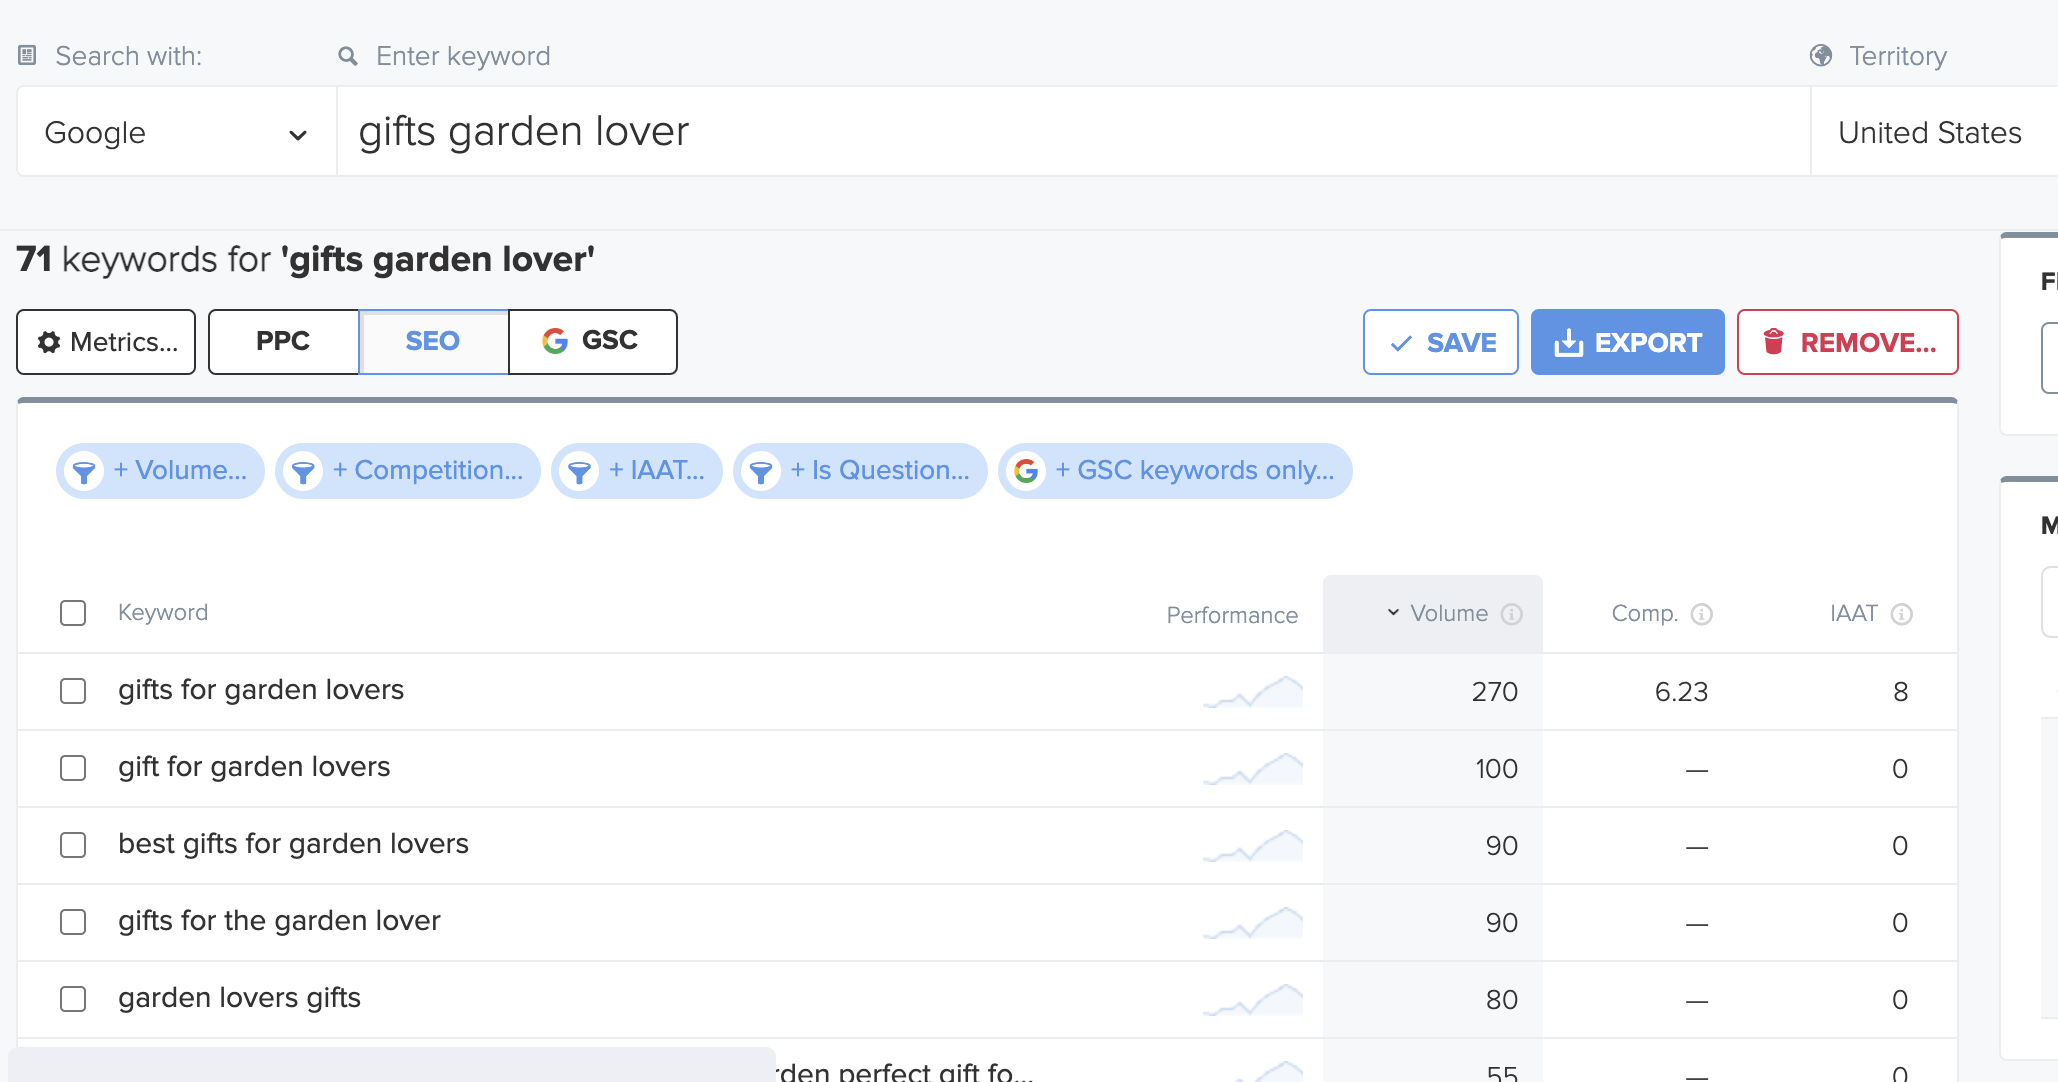 Search with: Enter keyword Territory
Google gifts garden lover United States
71 keywords for 'gifts garden lover'
Metrics... PPC SEO GSC SAVE EXPORT REMOVE...
+ Volume... + Competition... + IAAT... + Is Question... + GSC keywords only...
Keyword Performance Volume Comp. IAAT
gifts for garden lovers 270 6.23 8
gift for garden lovers 100 — 0
best gifts for garden lovers 90 — 0
gifts for the garden lover 90 — 0
garden lovers gifts 80 — 0
perfect gift fo... 55 — 0